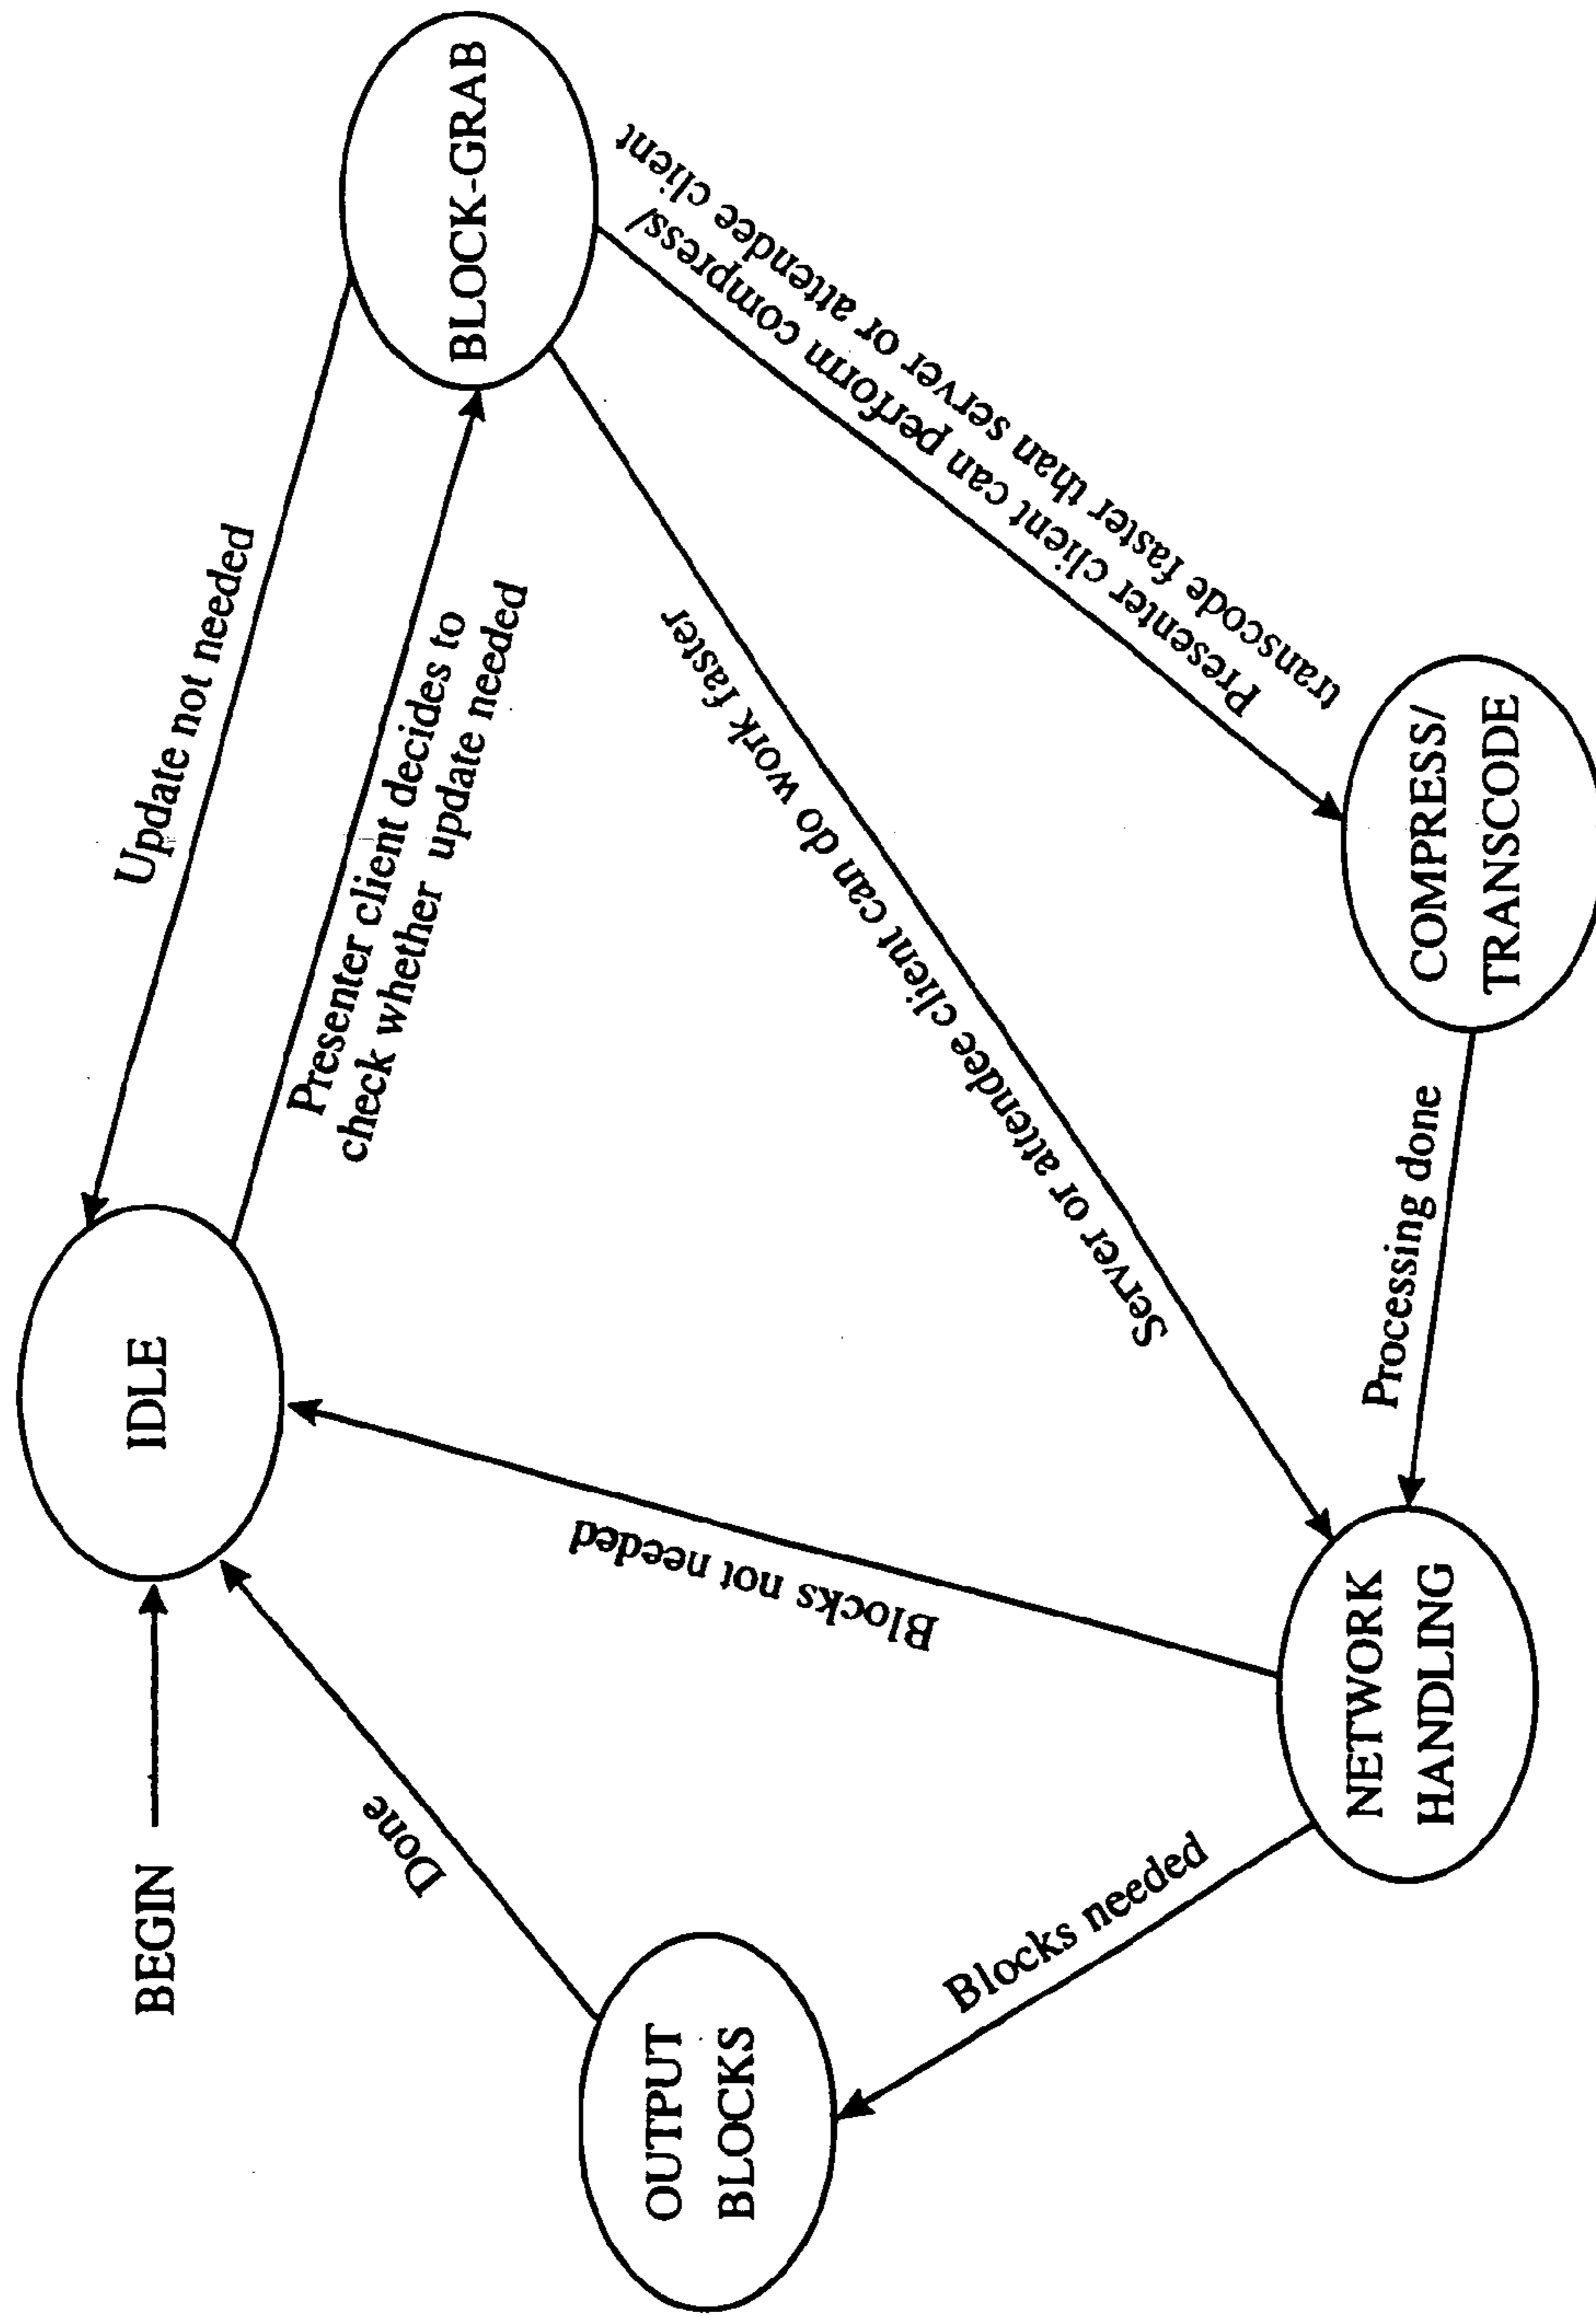 BEGIN
IDLE
Update not needed
Presenter client decides to
check whether update needed
BLOCK-GRAB
Done
Blocks not needed
Server or attendee client can do work faster
Presenter client can perform compress/
transcode faster than server or attendee client
OUTPUT
BLOCKS
Blocks needed
NETWORK
HANDLING
Processing done
COMPRESS/
TRANSCODE